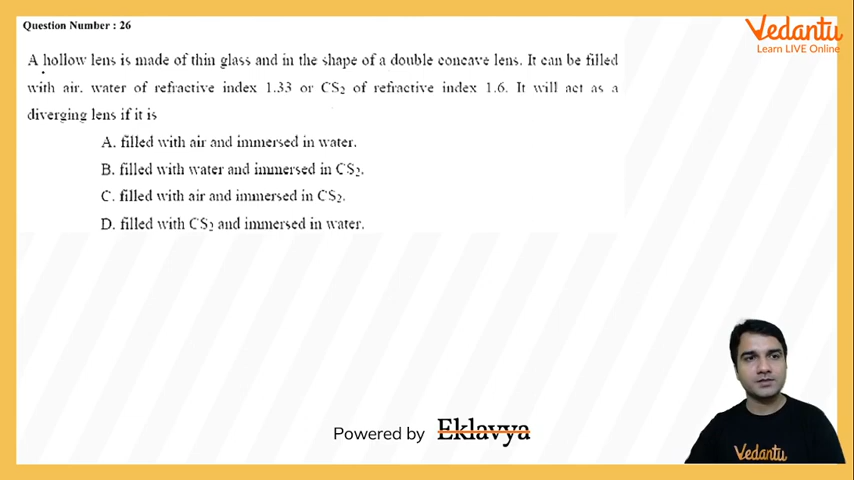 Question Number : 26
Vedantu
Learn LIVE Online
A hollow lens is made of thin glass and in the shape of a double concave lens. It can be filled
with air, water of refractive index 1.33 or CS₂ of refractive index 1.6. It will act as a
diverging lens if it is
A. filled with air and immersed in water.
B. filled with water and immersed in CS₂.
C. filled with air and immersed in CS₂.
D. filled with CS₂ and immersed in water.
Powered by Eklavya
Vedantu